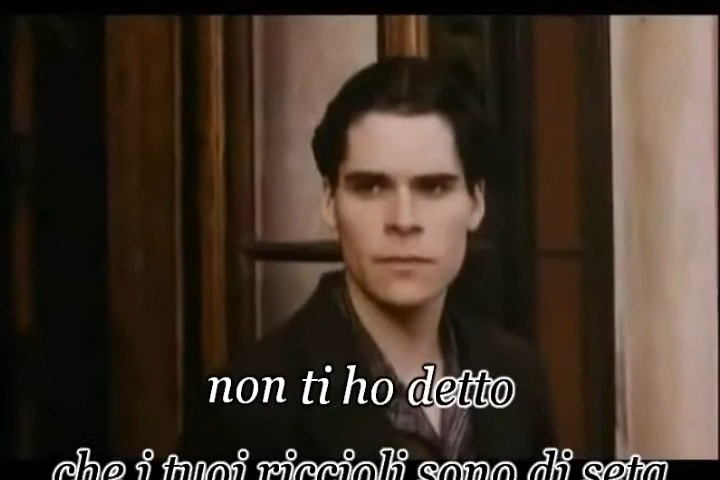 non ti ho detto
che i tuoi riccioli sono di seta